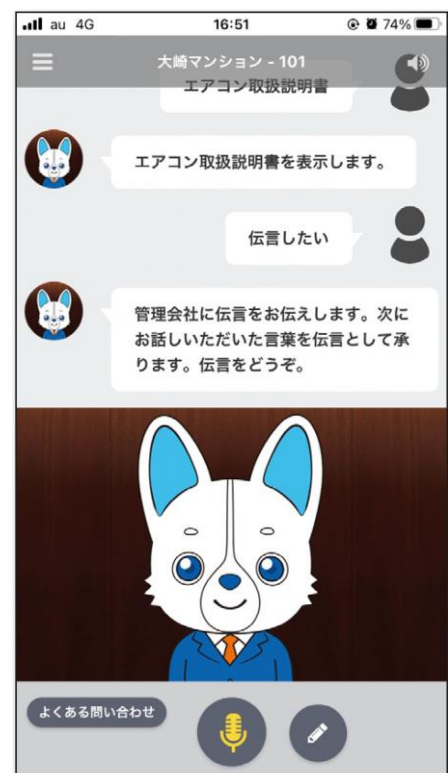 au 4G 16:51 74%
大崎マンション - 101
エアコン取扱説明書
エアコン取扱説明書を表示します。
伝言したい
管理会社に伝言をお伝えします。次に
お話しいただいた言葉を伝言として承
ります。伝言をどうぞ。
よくある問い合わせ